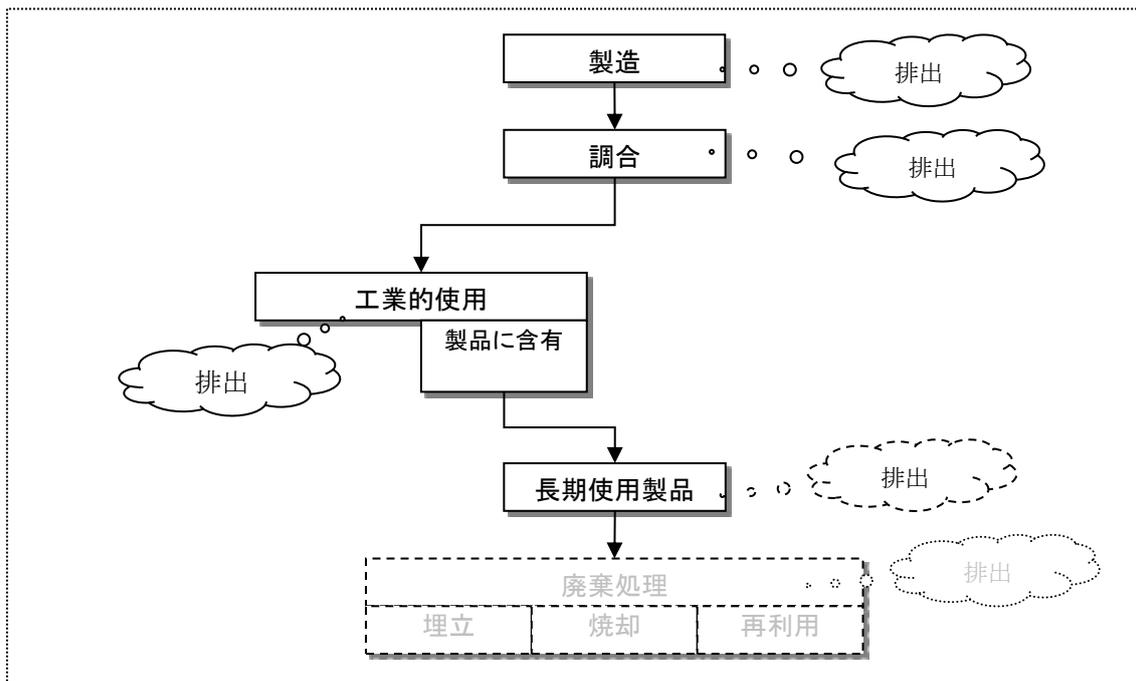 製造
排出
調合
排出
工業的使用
製品に含有
排出
長期使用製品
排出
廃棄処理
排出
埋立
焼却
再利用